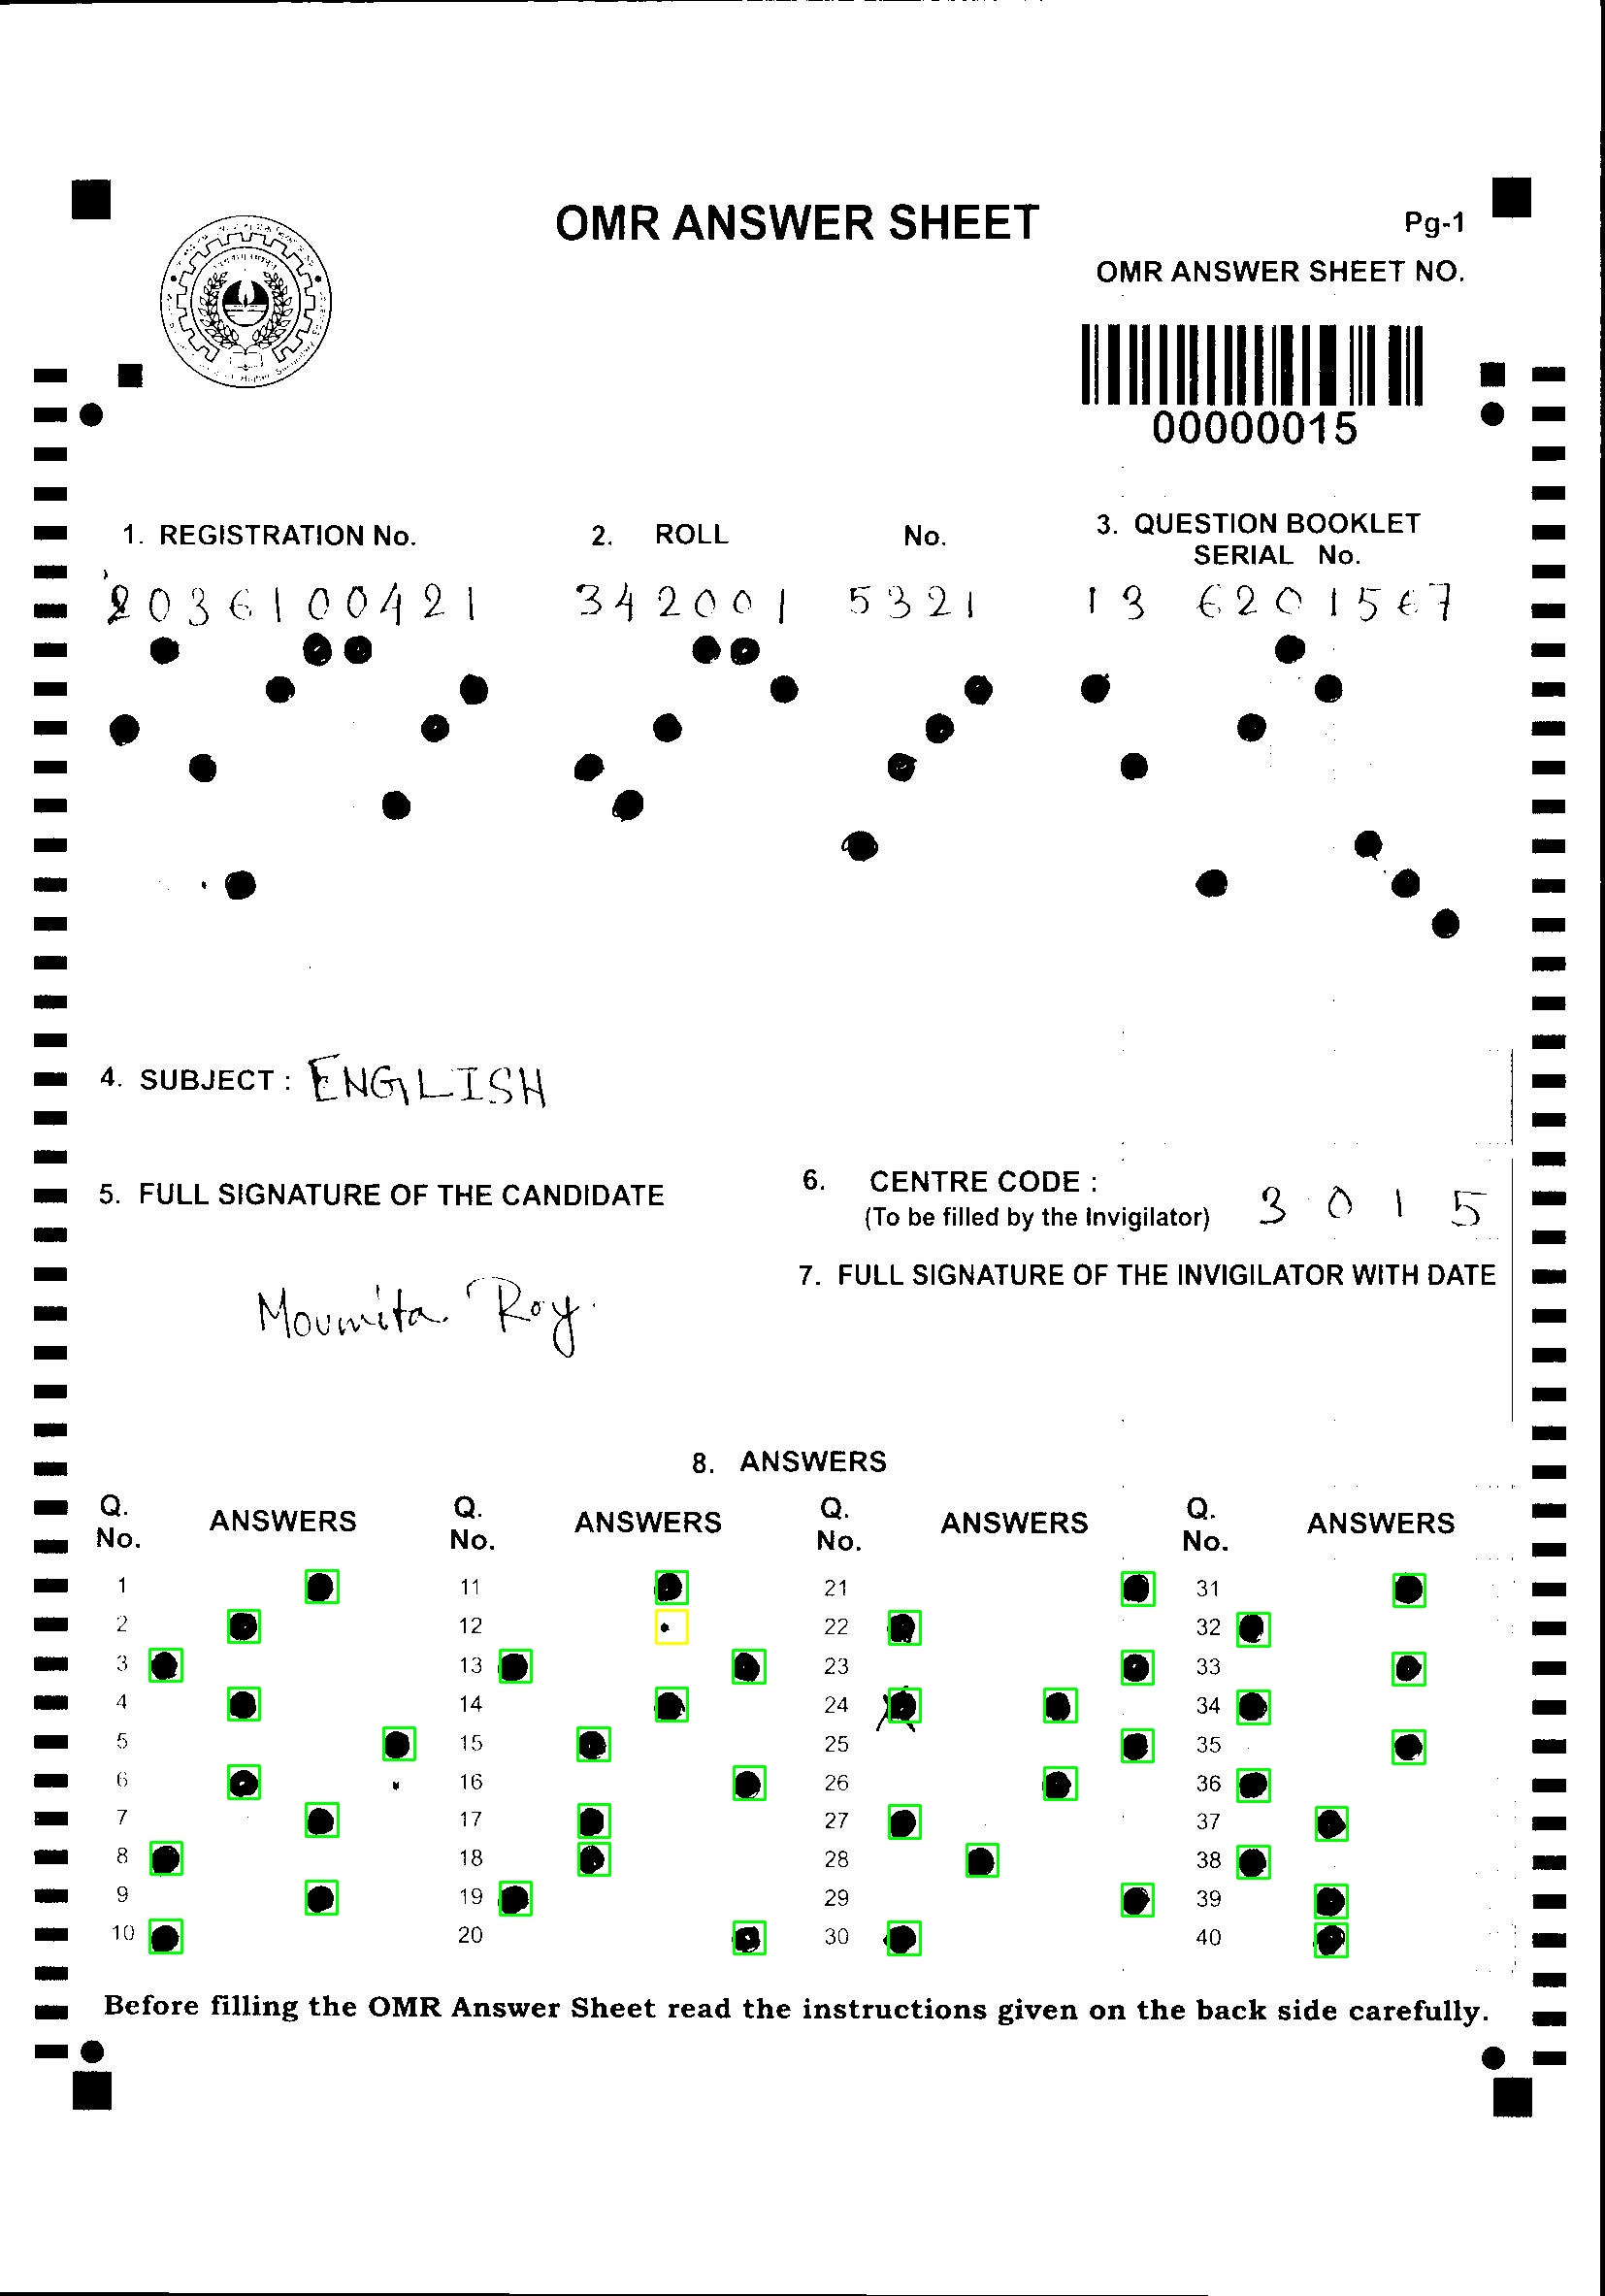 OMR ANSWER SHEET
Pg-1
OMR ANSWER SHEET NO.
00000015
1. REGISTRATION No.
2. ROLL No.
3. QUESTION BOOKLET SERIAL No.
2036100421
342001 5321
13 6201567
4. SUBJECT : ENGLISH
5. FULL SIGNATURE OF THE CANDIDATE
Moumita Roy.
6. CENTRE CODE :
(To be filled by the Invigilator)
3 0 1 5
7. FULL SIGNATURE OF THE INVIGILATOR WITH DATE
8. ANSWERS
Q. No. ANSWERS Q. No. ANSWERS Q. No. ANSWERS Q. No. ANSWERS
1 11 21 31
2 12 22 32
3 13 23 33
4 14 24 34
5 15 25 35
6 16 26 36
7 17 27 37
8 18 28 38
9 19 29 39
10 20 30 40
Before filling the OMR Answer Sheet read the instructions given on the back side carefully.